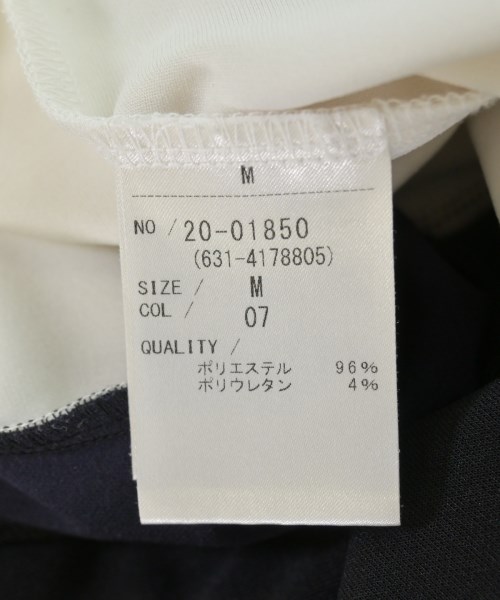 M
NO / 20-01850
(631-4178805)
SIZE / M
COL / 07
QUALITY /
ポリエステル 96%
ポリウレタン 4%